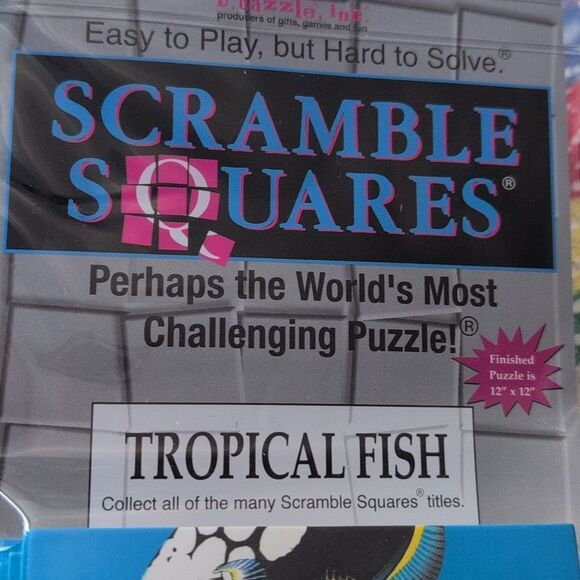 b.dazzle, inc.
producers of gifts, games and fun
Easy to Play, but Hard to Solve.®
SCRAMBLE
SQUARES®
Perhaps the World's Most
Challenging Puzzle!®
Finished
Puzzle is
12" x 12"
TROPICAL FISH
Collect all of the many Scramble Squares® titles.